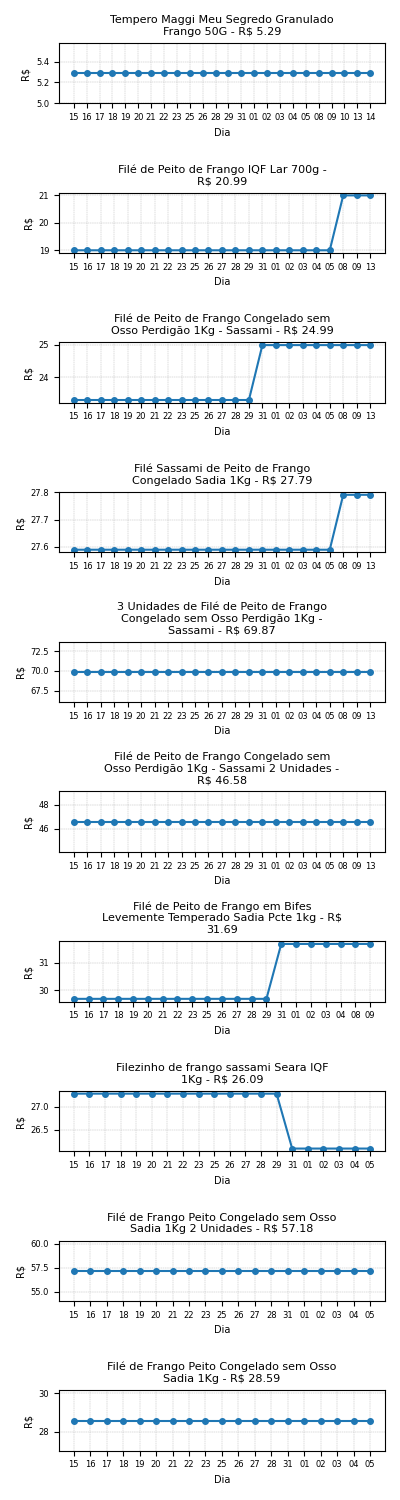 Tempero Maggi Meu Segredo Granulado
Frango 50G - R$ 5.29
5.4
5.2
5.0
R$
15 16 17 18 19 20 21 22 23 25 26 28 29 31 01 02 03 04 05 08 09 10 13 14
Dia
Filé de Peito de Frango IQF Lar 700g -
R$ 20.99
21
20
19
R$
15 16 17 18 19 20 21 22 23 25 26 27 28 29 31 01 02 03 04 05 08 09 13
Dia
Filé de Peito de Frango Congelado sem
Osso Perdigão 1Kg - Sassami - R$ 24.99
25
24
R$
15 16 17 18 19 20 21 22 23 25 26 27 28 29 31 01 02 03 04 05 08 09 13
Dia
Filé Sassami de Peito de Frango
Congelado Sadia 1Kg - R$ 27.79
27.8
27.7
27.6
R$
15 16 17 18 19 20 21 22 23 25 26 27 28 29 31 01 02 03 04 05 08 09 13
Dia
3 Unidades de Filé de Peito de Frango
Congelado sem Osso Perdigão 1Kg -
Sassami - R$ 69.87
72.5
70.0
67.5
R$
15 16 17 18 19 20 21 22 23 25 26 27 28 29 31 01 02 03 04 05 08 09 13
Dia
Filé de Peito de Frango Congelado sem
Osso Perdigão 1Kg - Sassami 2 Unidades -
R$ 46.58
48
46
R$
15 16 17 18 19 20 21 22 23 25 26 27 28 29 31 01 02 03 04 05 08 09 13
Dia
Filé de Peito de Frango em Bifes
Levemente Temperado Sadia Pcte 1kg - R$
31.69
31
30
R$
15 16 17 18 19 20 21 22 23 25 26 27 28 29 31 01 02 03 04 08 09
Dia
Filezinho de frango sassami Seara IQF
1Kg - R$ 26.09
27.0
26.5
R$
15 16 17 18 19 20 21 22 23 25 26 27 28 29 31 01 02 03 04 05
Dia
Filé de Frango Peito Congelado sem Osso
Sadia 1Kg 2 Unidades - R$ 57.18
60.0
57.5
55.0
R$
15 16 17 18 19 20 21 22 23 25 26 27 28 31 01 02 03 04 05
Dia
Filé de Frango Peito Congelado sem Osso
Sadia 1Kg - R$ 28.59
30
28
R$
15 16 17 18 19 20 21 22 23 25 26 27 28 31 01 02 03 04 05
Dia